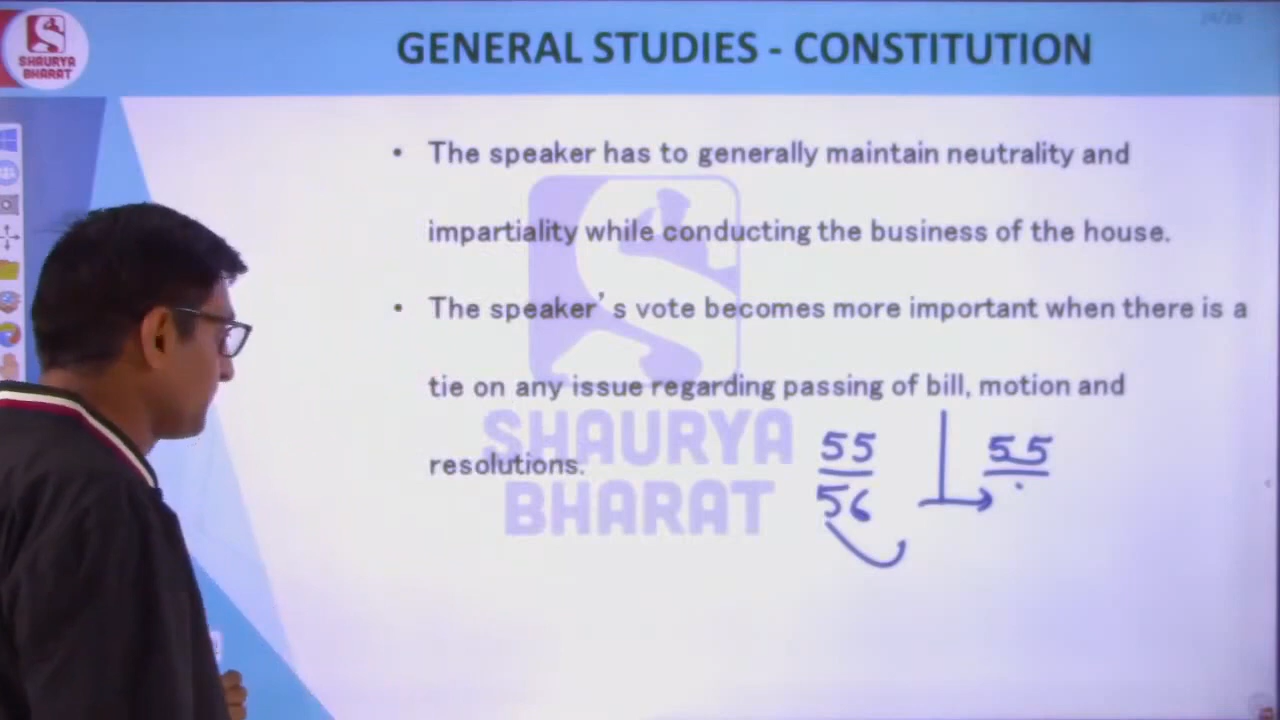 SHAURYA
BHARAT
GENERAL STUDIES - CONSTITUTION
• The speaker has to generally maintain neutrality and
impartiality while conducting the business of the house.
• The speaker's vote becomes more important when there is a
tie on any issue regarding passing of bill, motion and
resolutions.
SHAURYA
BHARAT
55 55
56